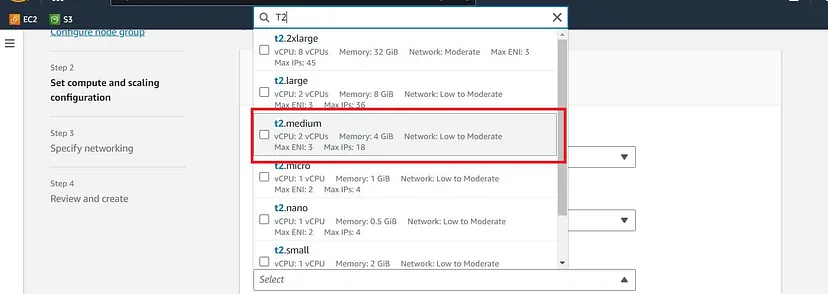 T2
EC2 S3
Configure node group
Step 2
Set compute and scaling
configuration
Step 3
Specify networking
Step 4
Review and create
t2.2xlarge
vCPU: 8 vCPUs Memory: 32 GiB Network: Moderate Max ENI: 3
Max IPs: 45
t2.large
vCPU: 2 vCPUs Memory: 8 GiB Network: Low to Moderate
Max ENI: 3 Max IPs: 36
t2.medium
vCPU: 2 vCPUs Memory: 4 GiB Network: Low to Moderate
Max ENI: 3 Max IPs: 18
t2.micro
vCPU: 1 vCPU Memory: 1 GiB Network: Low to Moderate
Max ENI: 2 Max IPs: 4
t2.nano
vCPU: 1 vCPU Memory: 0.5 GiB Network: Low to Moderate
Max ENI: 2 Max IPs: 4
t2.small
vCPU: 1 vCPU Memory: 2 GiB Network: Low to Moderate
Select